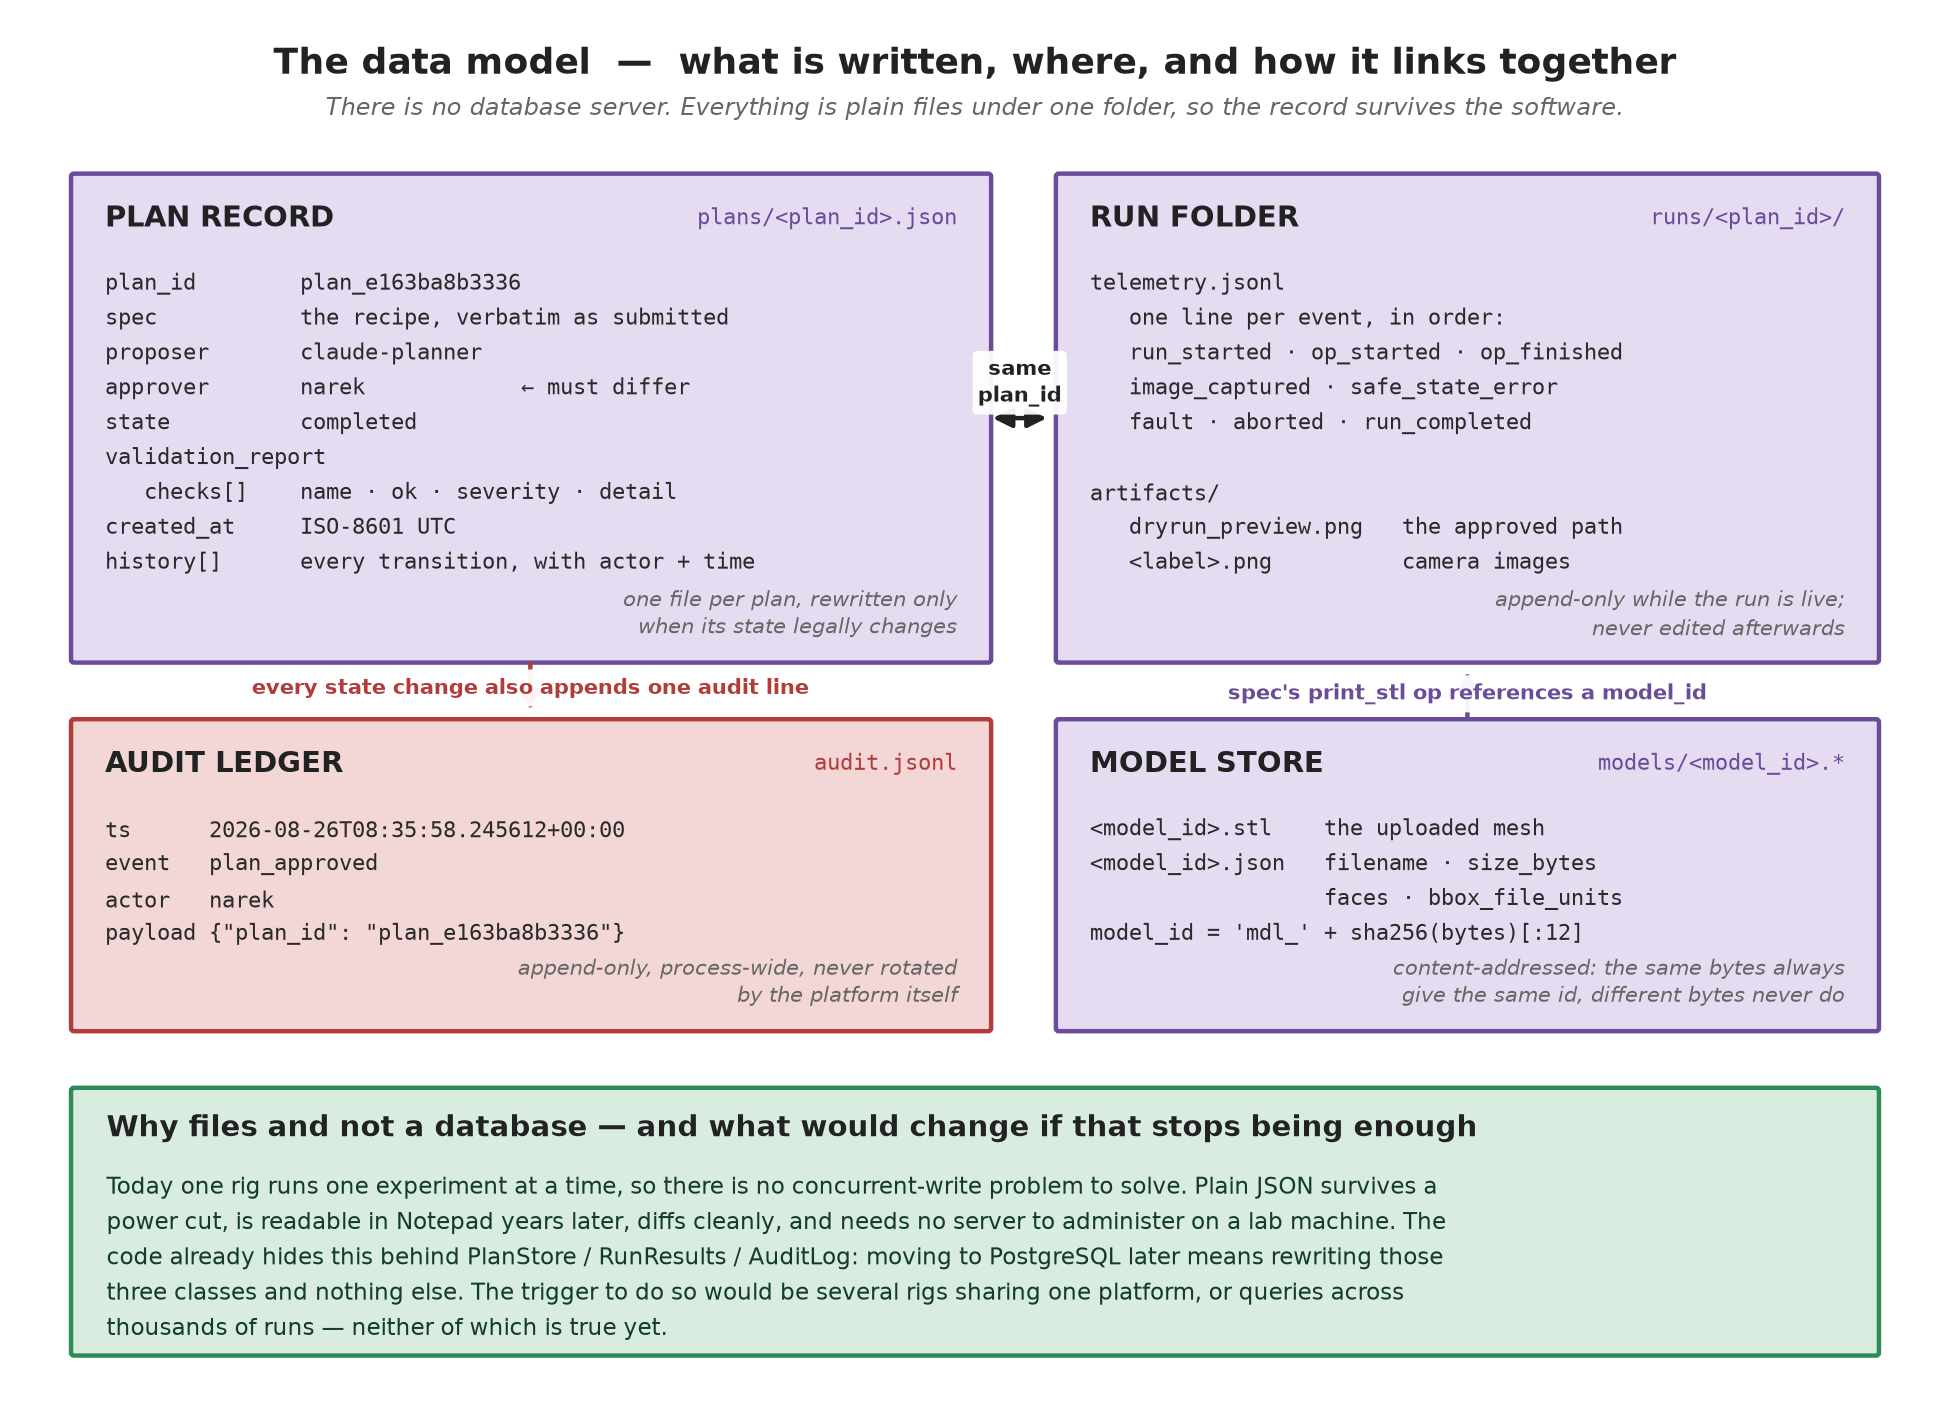 The data model — what is written, where, and how it links together
There is no database server. Everything is plain files under one folder, so the record survives the software.
PLAN RECORD plans/<plan_id>.json
plan_id plan_e163ba8b3336
spec the recipe, verbatim as submitted
proposer claude-planner
approver narek ← must differ
state completed
validation_report
checks[] name · ok · severity · detail
created_at ISO-8601 UTC
history[] every transition, with actor + time
one file per plan, rewritten only
when its state legally changes
same
plan_id
RUN FOLDER runs/<plan_id>/
telemetry.jsonl
one line per event, in order:
run_started · op_started · op_finished
image_captured · safe_state_error
fault · aborted · run_completed
artifacts/
dryrun_preview.png the approved path
<label>.png camera images
append-only while the run is live;
never edited afterwards
every state change also appends one audit line
spec's print_stl op references a model_id
AUDIT LEDGER audit.jsonl
ts 2026-08-26T08:35:58.245612+00:00
event plan_approved
actor narek
payload {"plan_id": "plan_e163ba8b3336"}
append-only, process-wide, never rotated
by the platform itself
MODEL STORE models/<model_id>.*
<model_id>.stl the uploaded mesh
<model_id>.json filename · size_bytes
faces · bbox_file_units
model_id = 'mdl_' + sha256(bytes)[:12]
content-addressed: the same bytes always
give the same id, different bytes never do
Why files and not a database — and what would change if that stops being enough
Today one rig runs one experiment at a time, so there is no concurrent-write problem to solve. Plain JSON survives a
power cut, is readable in Notepad years later, diffs cleanly, and needs no server to administer on a lab machine. The
code already hides this behind PlanStore / RunResults / AuditLog: moving to PostgreSQL later means rewriting those
three classes and nothing else. The trigger to do so would be several rigs sharing one platform, or queries across
thousands of runs — neither of which is true yet.